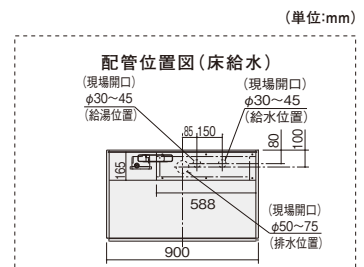 (単位:mm)
配管位置図(床給水)
(現場開口)
φ30〜45
(給湯位置)
(現場開口)
φ30〜45
(給水位置)
85
150
80
100
165
588
(現場開口)
φ50〜75
(排水位置)
900